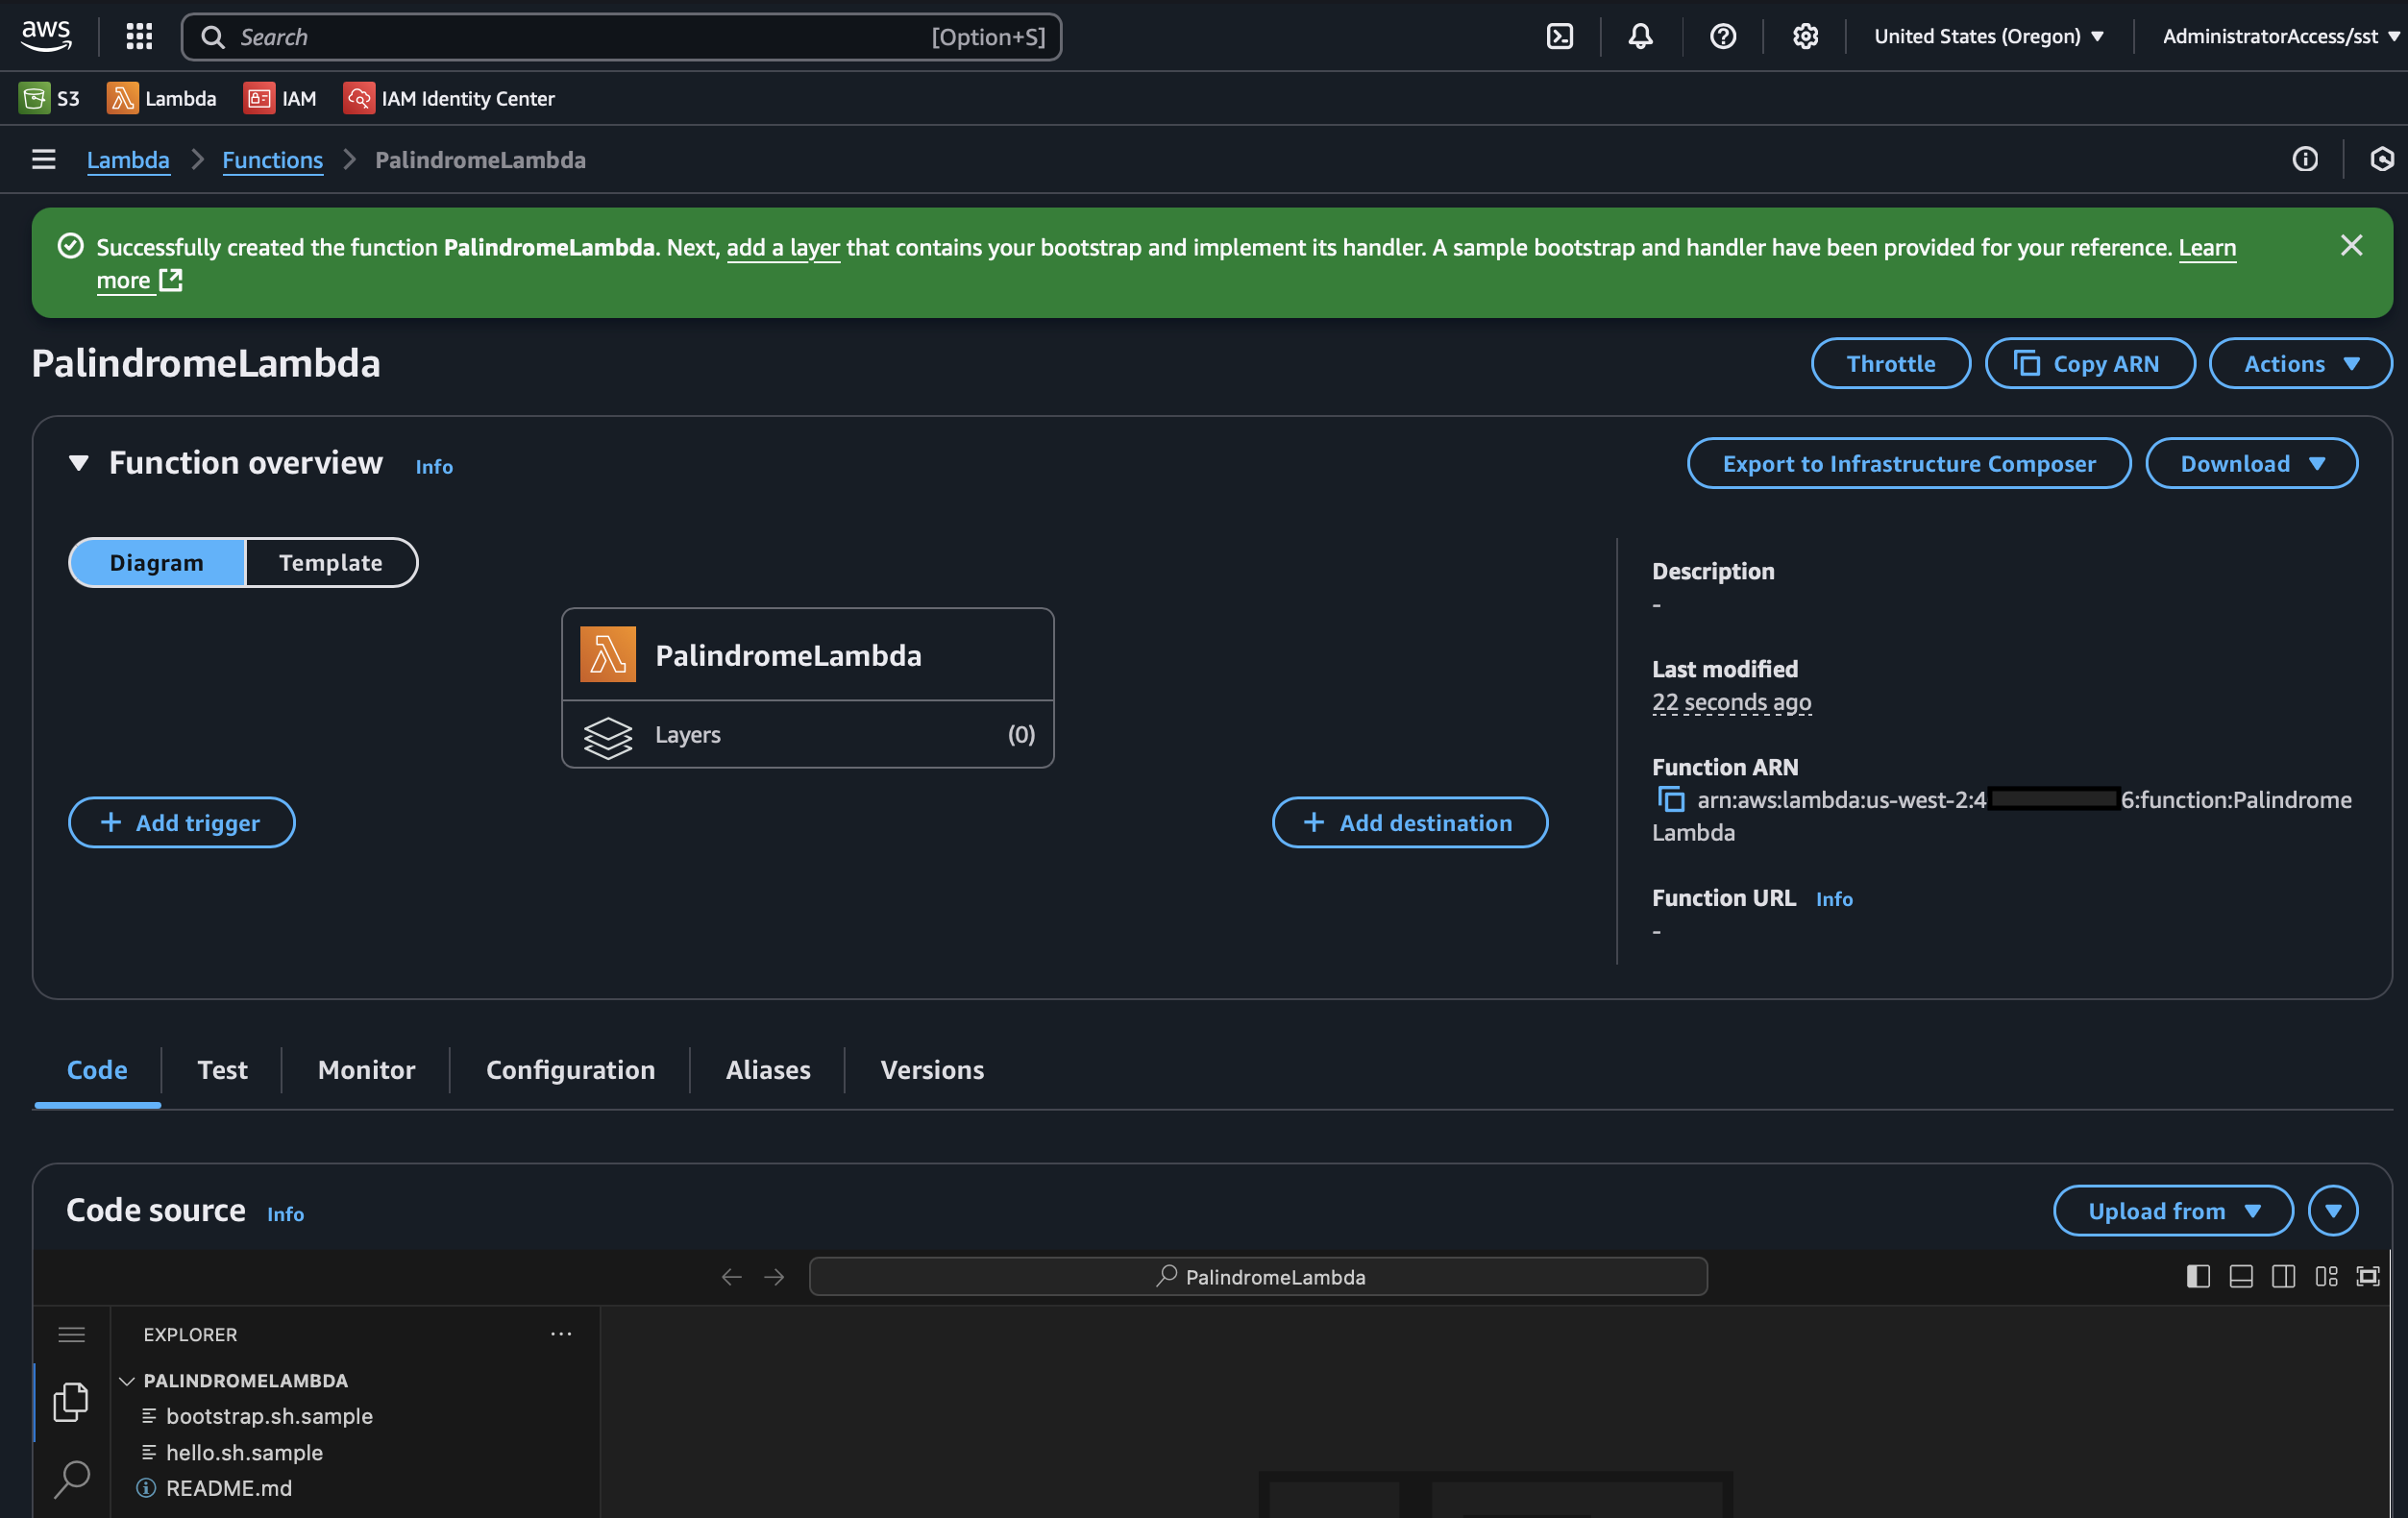 aws
Search [Option+S]
United States (Oregon)
AdministratorAccess/sst
S3 Lambda IAM IAM Identity Center
Lambda Functions PalindromeLambda
Successfully created the function PalindromeLambda. Next, add a layer that contains your bootstrap and implement its handler. A sample bootstrap and handler have been provided for your reference. Learn
more
PalindromeLambda
Throttle Copy ARN Actions
Function overview Info
Export to Infrastructure Composer Download
Diagram Template
PalindromeLambda
Layers (0)
+ Add trigger
+ Add destination
Description
-
Last modified
22 seconds ago
Function ARN
arn:aws:lambda:us-west-2:4 6:function:Palindrome
Lambda
Function URL Info
-
Code Test Monitor Configuration Aliases Versions
Code source Info
Upload from
PalindromeLambda
EXPLORER ...
PALINDROMELAMBDA
bootstrap.sh.sample
hello.sh.sample
README.md